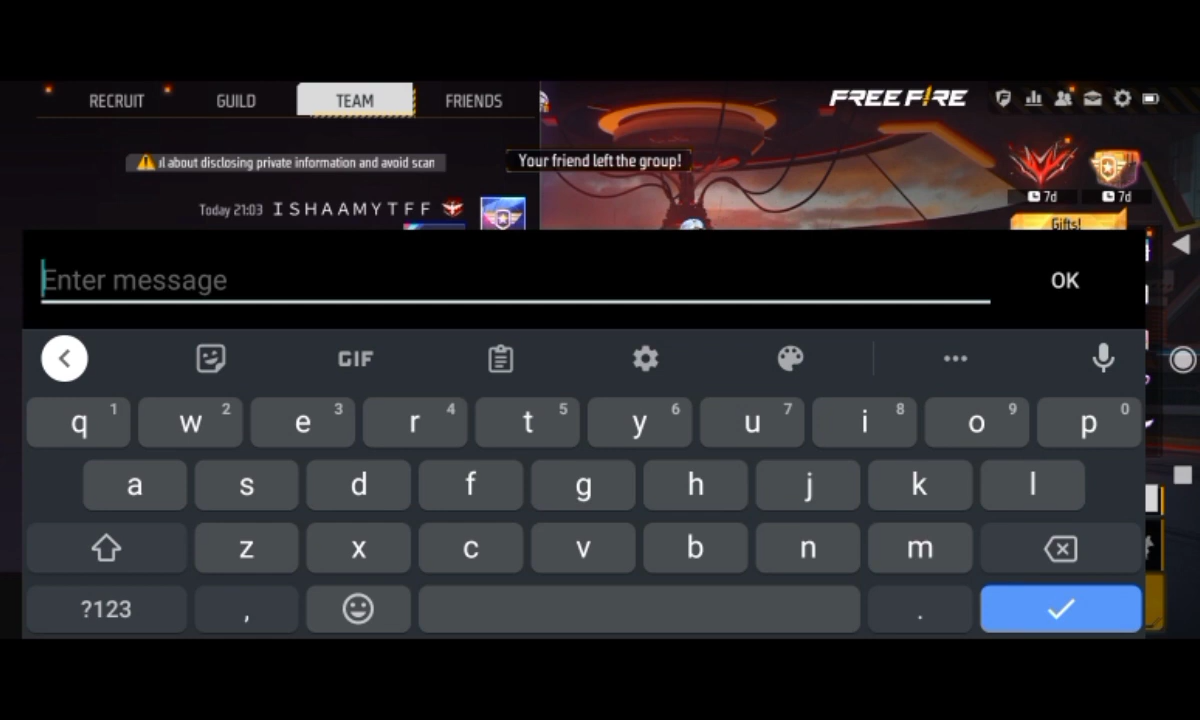 RECRUIT GUILD TEAM FRIENDS
FREE FIRE
about disclosing private information and avoid scan
Your friend left the group!
7d 7d
Today 21:03 I S H A A M Y T F F
Gifts!
Enter message
OK
GIF
q 1 w 2 e 3 r 4 t 5 y 6 u 7 i 8 o 9 p 0
a s d f g h j k l
z x c v b n m
?123 , .